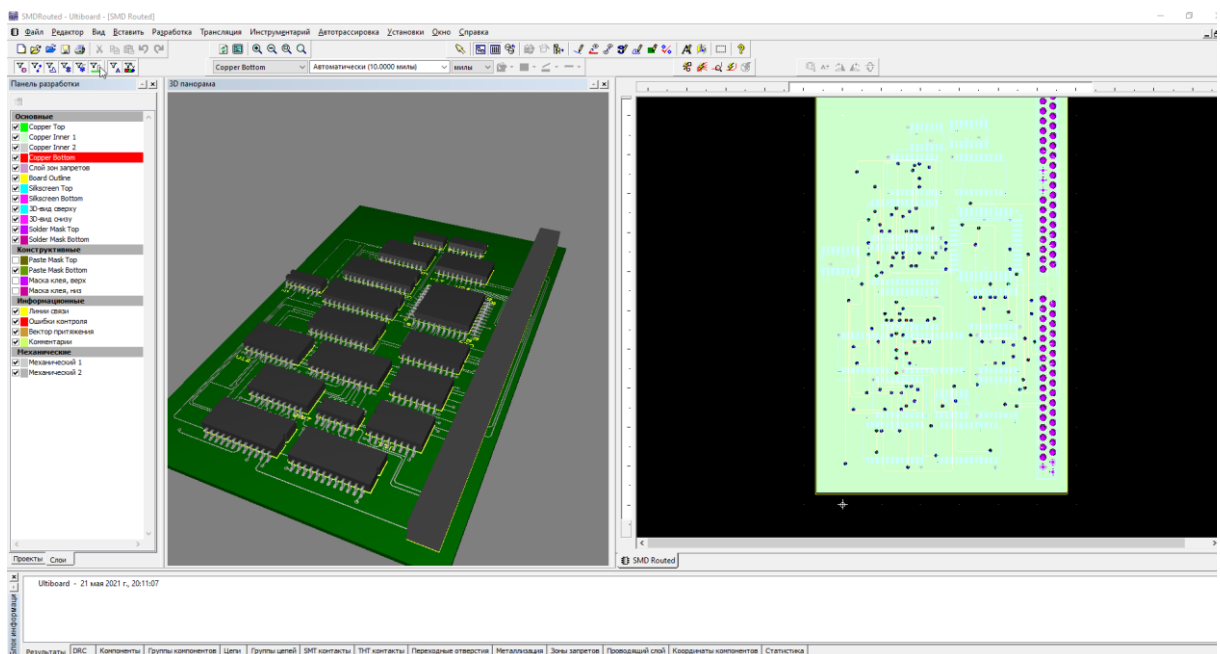 SMDRouted - Ultiboard - [SMD Routed]
Файл Редактор Вид Вставить Разработка Трансляция Инструментарий Автотрассировка Установки Окно Справка
Copper Bottom Автоматически (10.0000 милы) милы
Панель разработки
3D панорама
Основные
Copper Top
Copper Inner 1
Copper Inner 2
Copper Bottom
Слой зон запретов
Board Outline
Silkscreen Top
Silkscreen Bottom
3D-вид сверху
3D-вид снизу
Solder Mask Top
Solder Mask Bottom
Конструктивные
Paste Mask Top
Paste Mask Bottom
Маска клея, верх
Маска клея, низ
Информационные
Линии связи
Ошибки контроля
Вектор притяжения
Комментарии
Механические
Механический 1
Механический 2
Проекты Слои
SMD Routed
Ultiboard - 21 мая 2021 г., 20:11:07
Результаты DRC Компоненты Группы компонентов Цепи Группы цепей SMT контакты THT контакты Переходные отверстия Металлизация Зоны запретов Проводящий слой Координаты компонентов Статистика